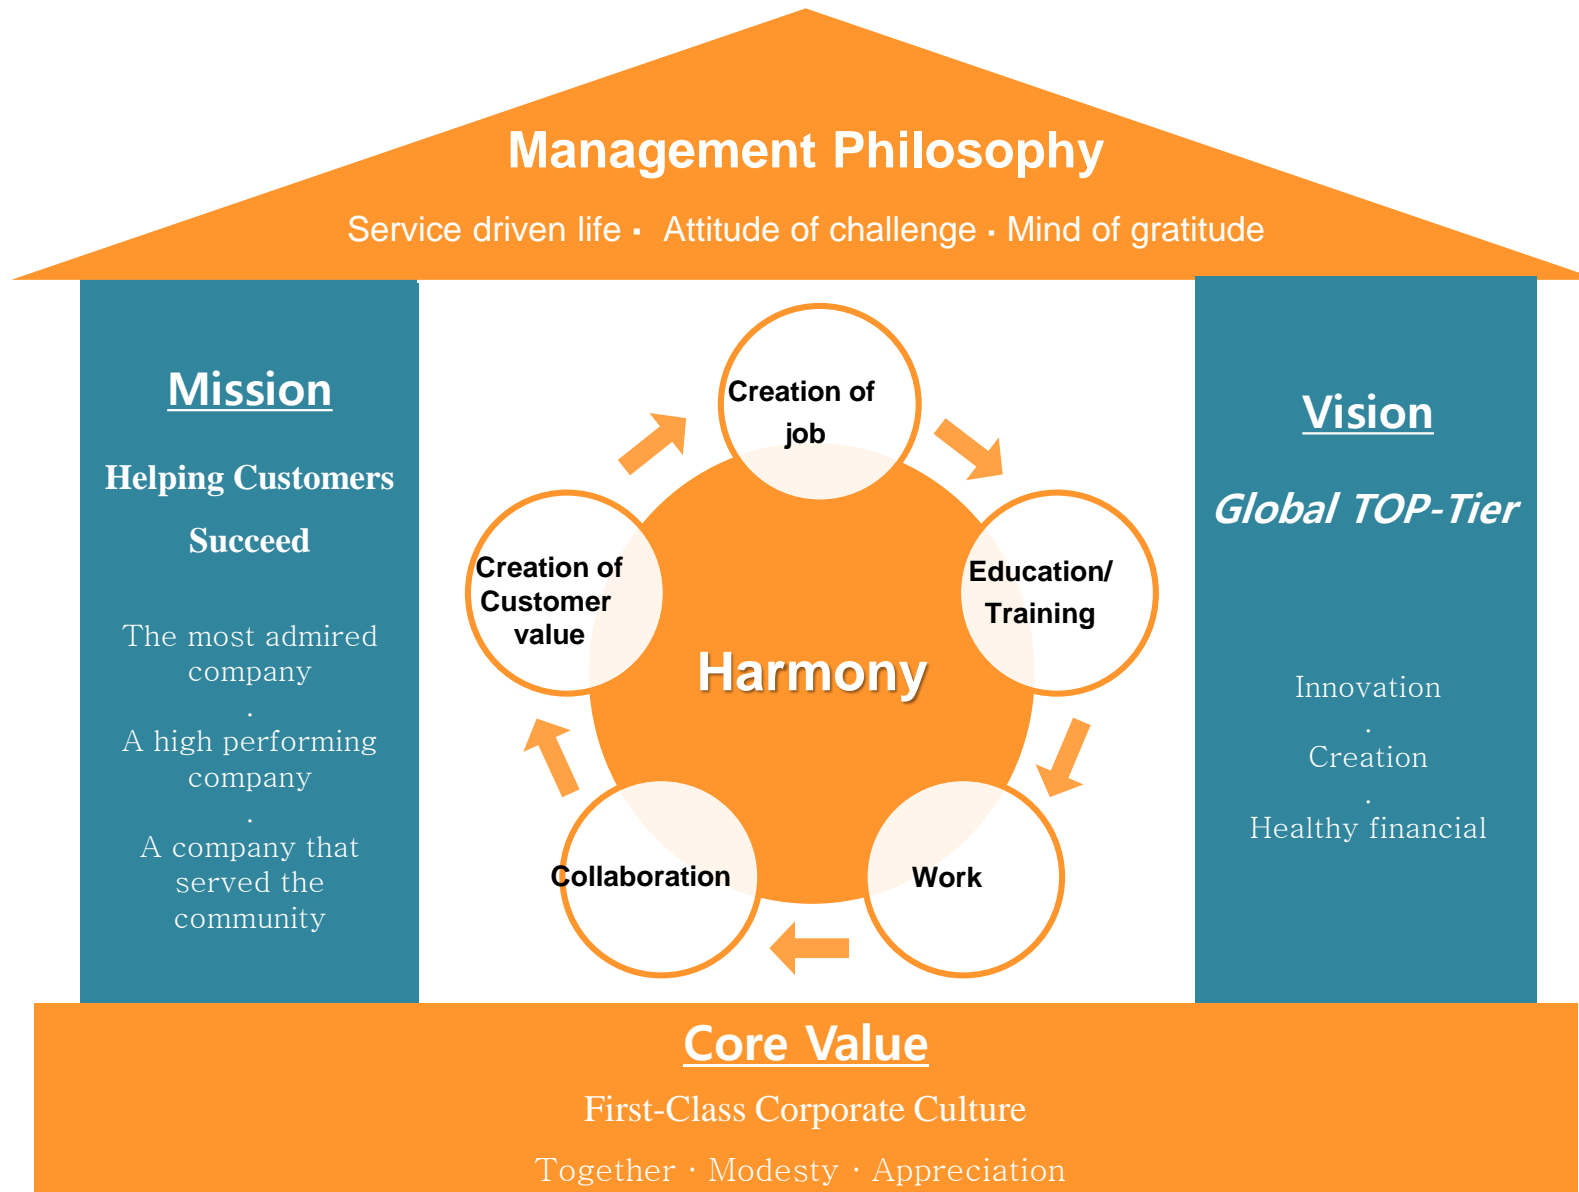 Management Philosophy
Service driven life · Attitude of challenge · Mind of gratitude
Mission
Helping Customers
Succeed
The most admired
company
·
A high performing
company
·
A company that
served the
community
Creation of
job
Education/
Training
Work
Collaboration
Creation of
Customer
value
Harmony
Vision
Global TOP-Tier
Innovation
·
Creation
·
Healthy financial
Core Value
First-Class Corporate Culture
Together · Modesty · Appreciation